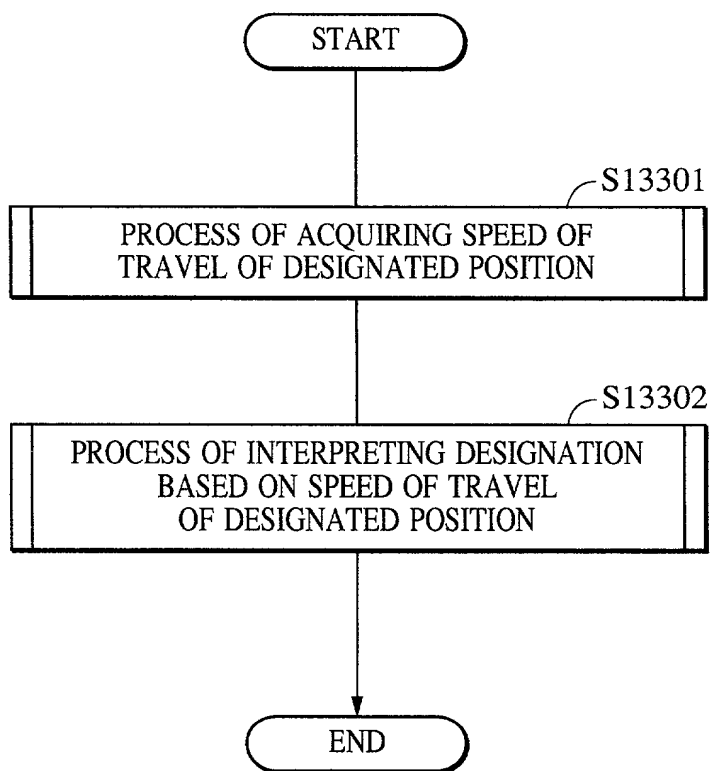 START
S13301
PROCESS OF ACQUIRING SPEED OF
TRAVEL OF DESIGNATED POSITION
S13302
PROCESS OF INTERPRETING DESIGNATION
BASED ON SPEED OF TRAVEL
OF DESIGNATED POSITION
END